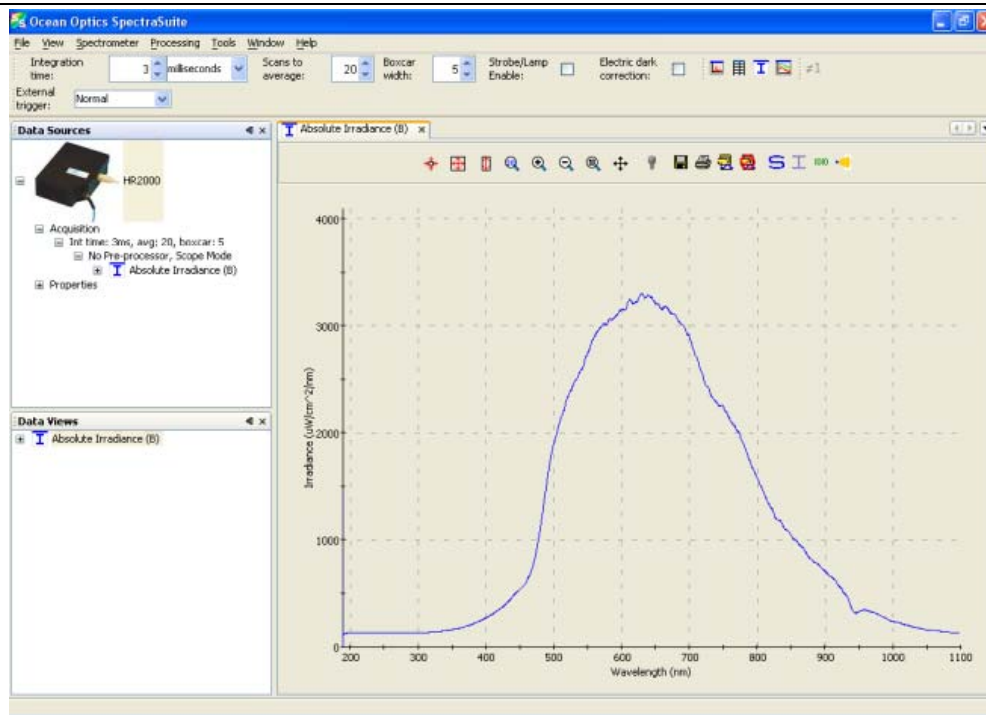 Ocean Optics SpectraSuite
File View Spectrometer Processing Tools Window Help
Integration time: 3 milliseconds Scans to average: 20 Boxcar width: 5 Strobe/Lamp Enable: Electric dark correction: ≠1
External trigger: Normal
Data Sources
HR2000
Acquisition
Int time: 3ms, avg: 20, boxcar: 5
No Pre-processor, Scope Mode
Absolute Irradiance (B)
Properties
Data Views
Absolute Irradiance (B)
Absolute Irradiance (B)
4000
3000
2000
1000
0
Irradiance (uW/cm^2/nm)
200 300 400 500 600 700 800 900 1000 1100
Wavelength (nm)